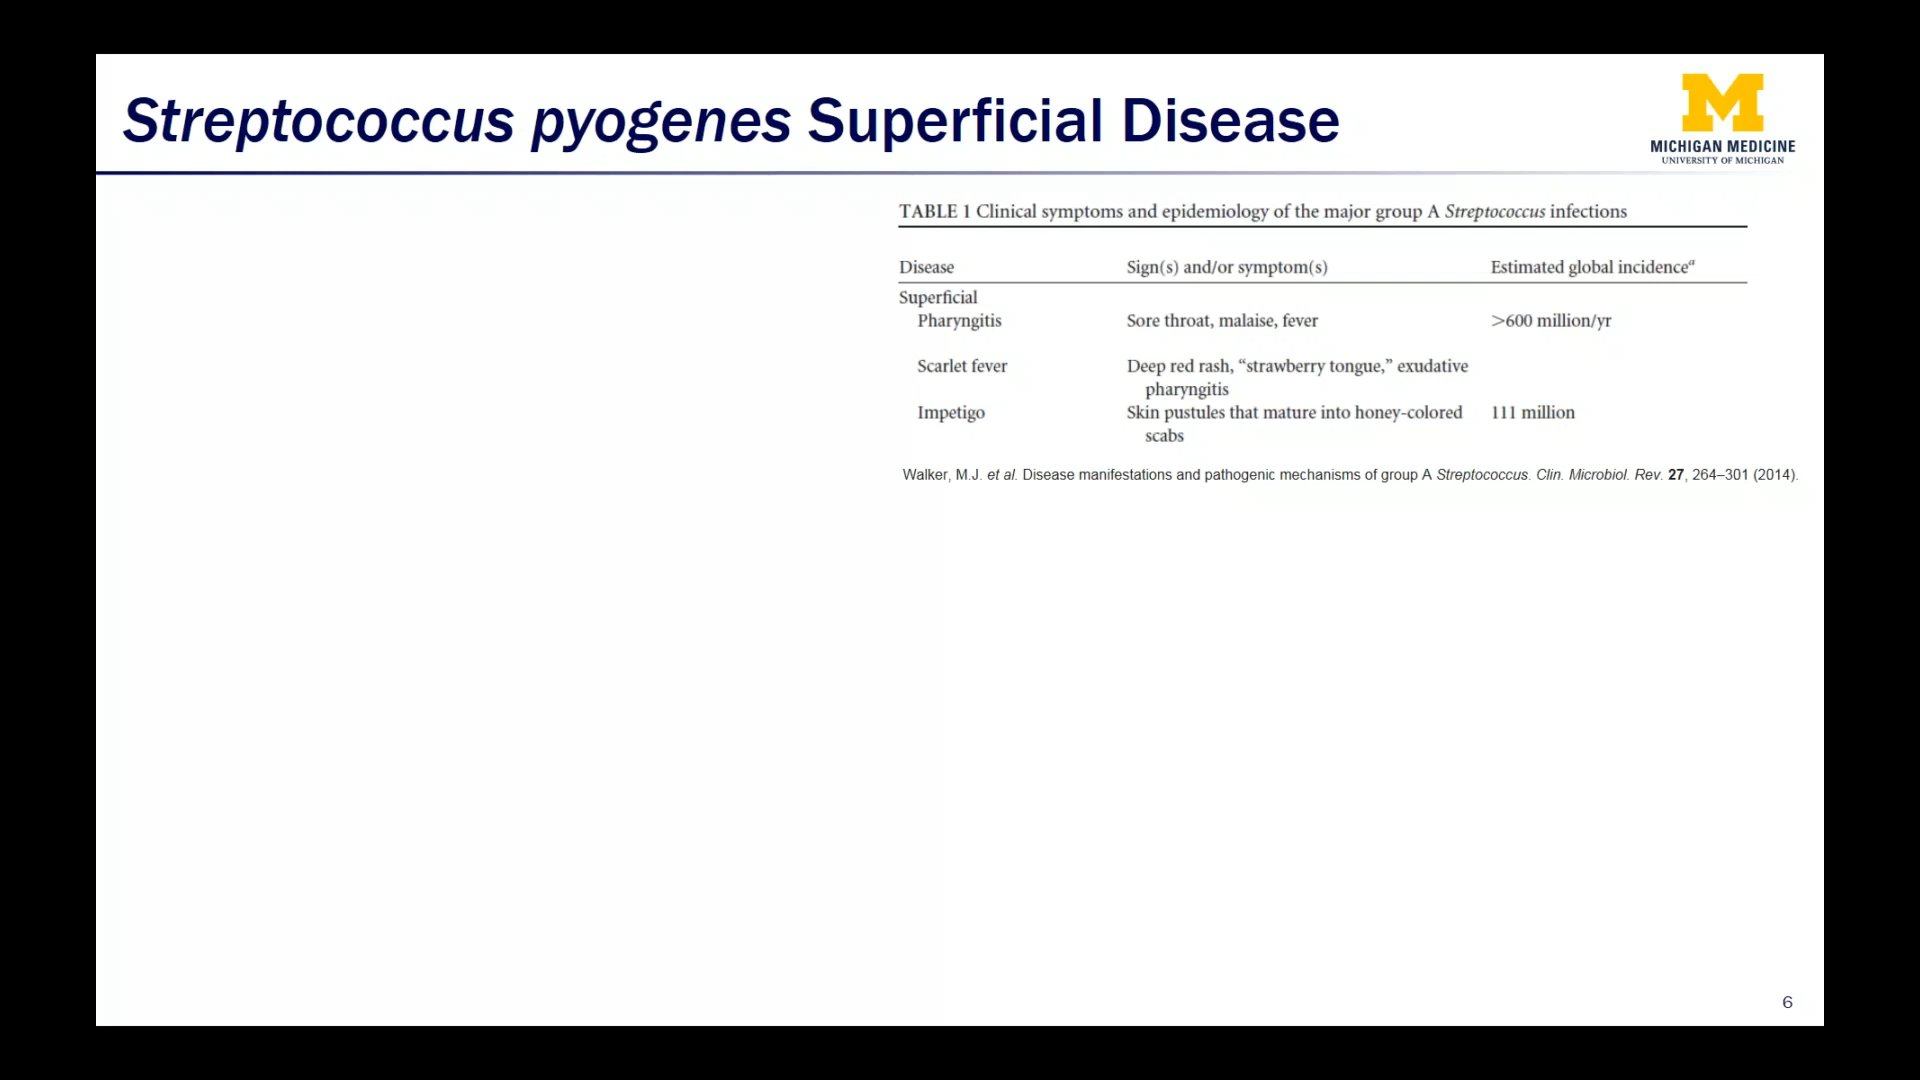 Streptococcus pyogenes Superficial Disease
M
MICHIGAN MEDICINE
UNIVERSITY OF MICHIGAN
TABLE 1 Clinical symptoms and epidemiology of the major group A Streptococcus infections
Disease Sign(s) and/or symptom(s) Estimated global incidenceᵃ
Superficial
Pharyngitis Sore throat, malaise, fever >600 million/yr
Scarlet fever Deep red rash, “strawberry tongue,” exudative
pharyngitis
Impetigo Skin pustules that mature into honey-colored 111 million
scabs
Walker, M.J. et al. Disease manifestations and pathogenic mechanisms of group A Streptococcus. Clin. Microbiol. Rev. 27, 264–301 (2014).
6